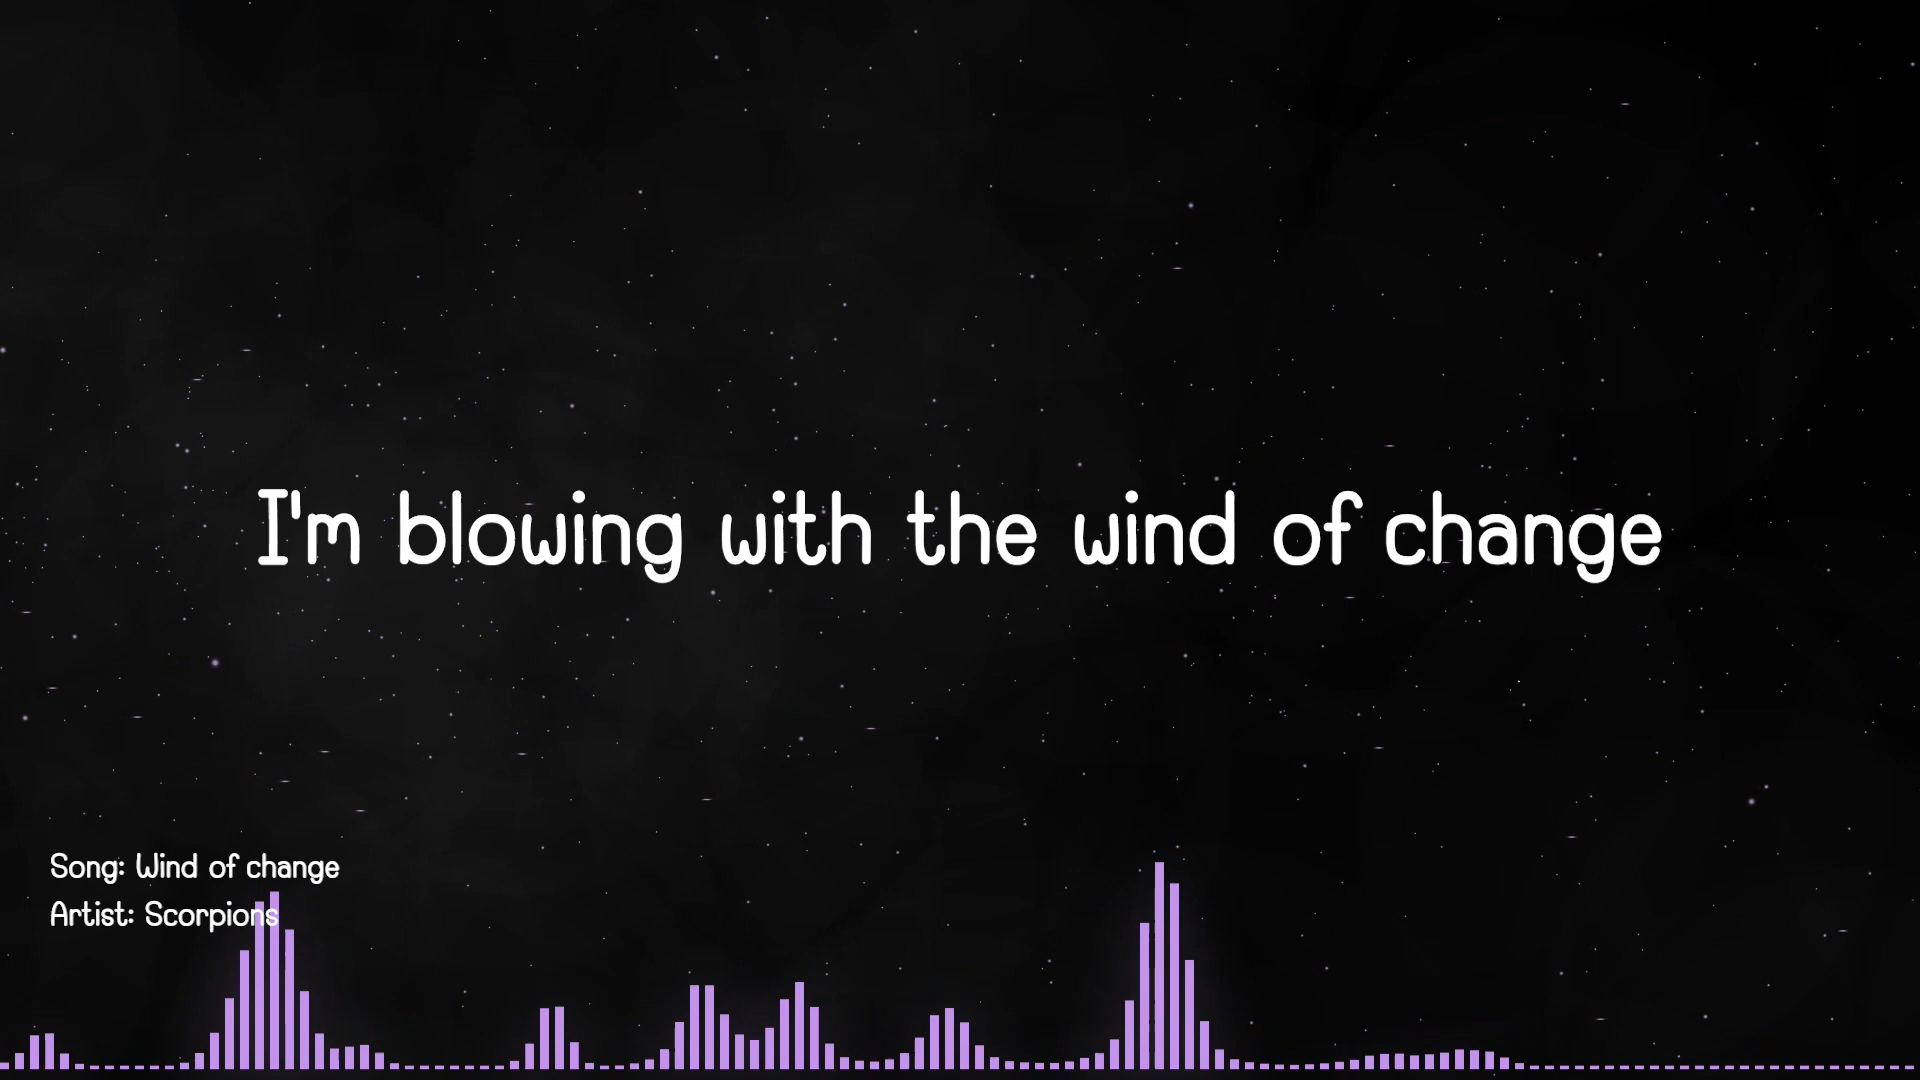 I'm blowing with the wind of change
Song: Wind of change
Artist: Scorpions